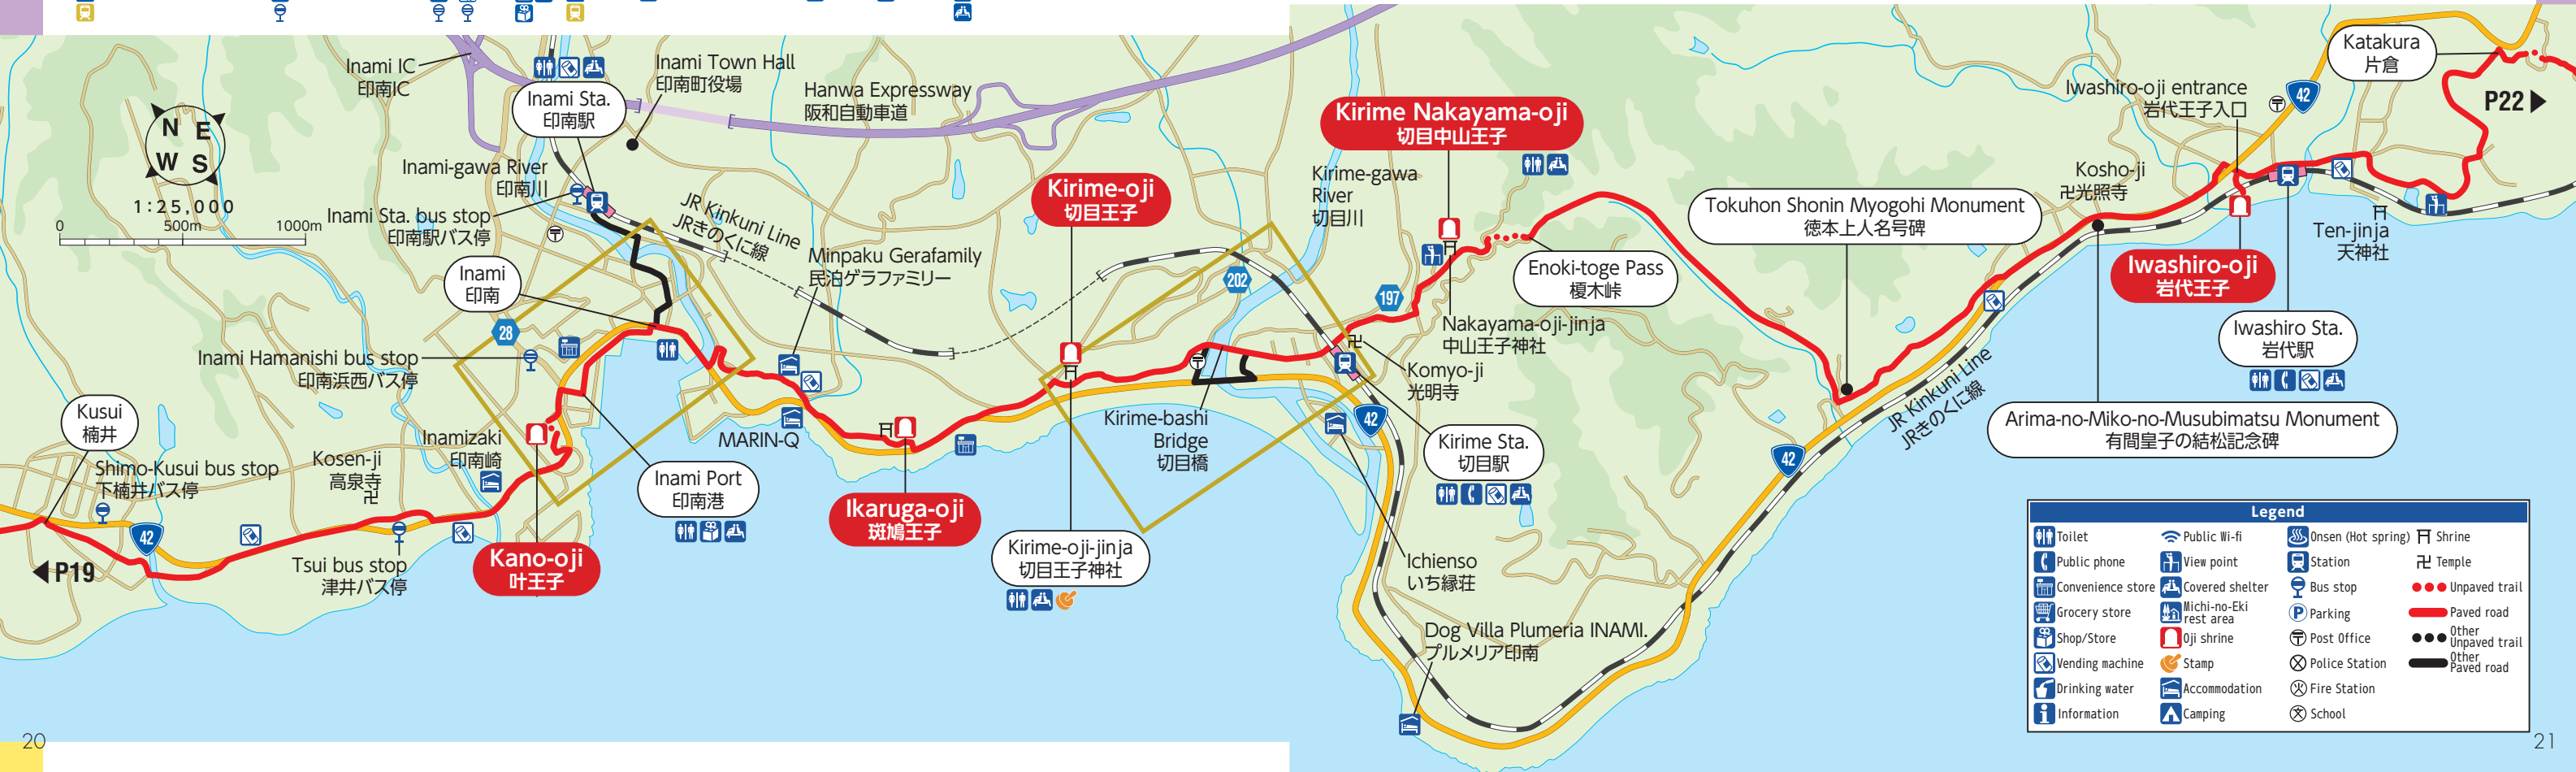 Inami IC
印南IC
Inami Sta.
印南駅
Inami Town Hall
印南町役場
Hanwa Expressway
阪和自動車道
N
E
W
S
1:25,000
0
500m
1000m
Inami-gawa River
印南川
Inami Sta. bus stop
印南駅バス停
JR Kinkuni Line
JRきのくに線
Minpaku Gerafamily
民泊ゲラファミリー
Inami
印南
28
Inami Hamanishi bus stop
印南浜西バス停
Kusui
楠井
Shimo-Kusui bus stop
下楠井バス停
Kosen-ji
高泉寺
卍
Inamizaki
印南崎
42
P19
Tsui bus stop
津井バス停
Kano-oji
叶王子
Inami Port
印南港
MARIN-Q
Ikaruga-oji
斑鳩王子
Kirime-oji
切目王子
Kirime-oji-jinja
切目王子神社
Kirime-bashi
Bridge
切目橋
202
Kirime-gawa
River
切目川
Kirime Nakayama-oji
切目中山王子
197
Nakayama-oji-jinja
中山王子神社
卍
Komyo-ji
光明寺
42
Kirime Sta.
切目駅
Ichienso
いち縁荘
Dog Villa Plumeria INAMI.
プルメリア印南
Enoki-toge Pass
榎木峠
Tokuhon Shonin Myogohi Monument
徳本上人名号碑
42
JR Kinkuni Line
JRきのくに線
Arima-no-Miko-no-Musubimatsu Monument
有間皇子の結松記念碑
Kosho-ji
卍光照寺
Iwashiro-oji entrance
岩代王子入口
42
Iwashiro-oji
岩代王子
Iwashiro Sta.
岩代駅
Ten-jinja
天神社
Katakura
片倉
P22
Legend
Toilet
Public Wi-fi
Onsen (Hot spring)
Shrine
Public phone
View point
Station
卍 Temple
Convenience store
Covered shelter
Bus stop
Unpaved trail
Grocery store
Michi-no-Eki
rest area
P Parking
Paved road
Shop/Store
Oji shrine
Post Office
Other
Unpaved trail
Vending machine
Stamp
Police Station
Other
Paved road
Drinking water
Accommodation
Fire Station
Information
Camping
School
20
21